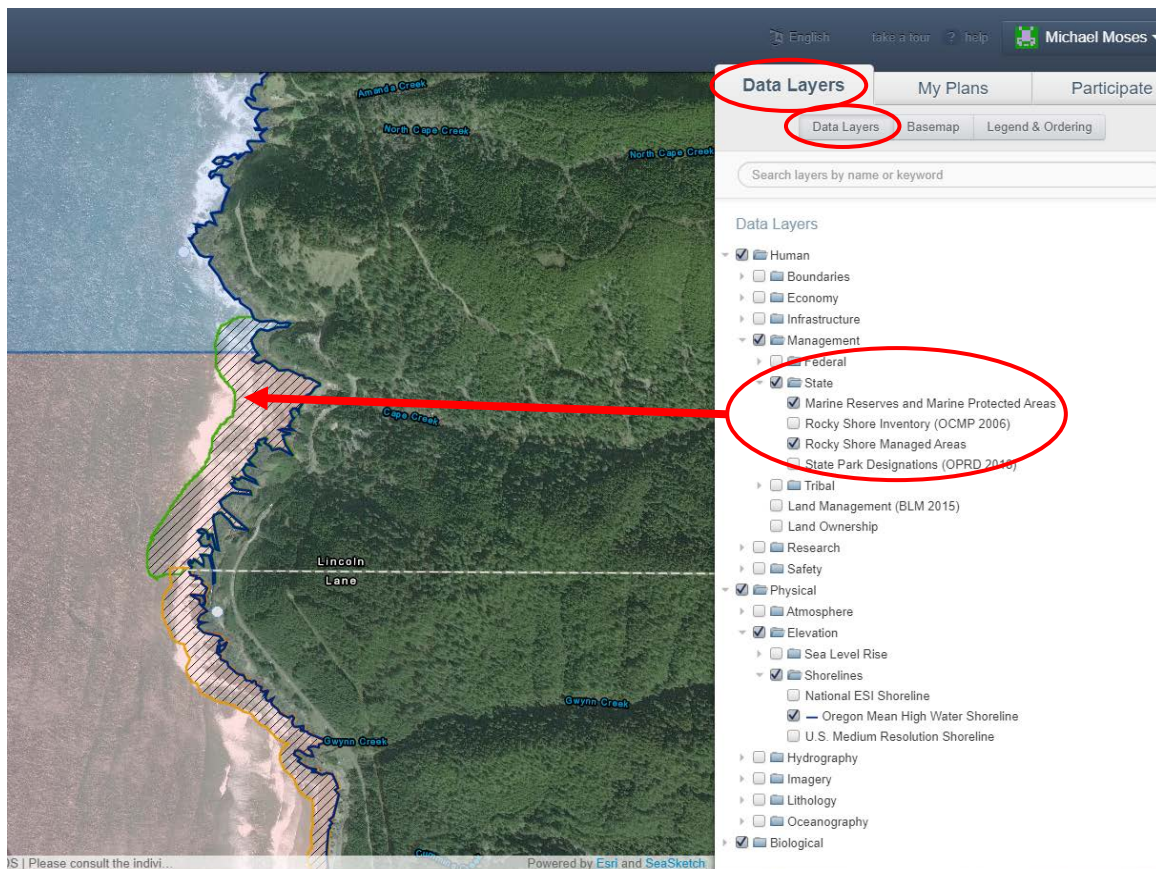 English take a tour ? help Michael Moses
Data Layers My Plans Participate
Data Layers Basemap Legend & Ordering
Search layers by name or keyword
Data Layers
Human
Boundaries
Economy
Infrastructure
Management
Federal
State
Marine Reserves and Marine Protected Areas
Rocky Shore Inventory (OCMP 2006)
Rocky Shore Managed Areas
State Park Designations (OPRD 2018)
Tribal
Land Management (BLM 2015)
Land Ownership
Research
Safety
Physical
Atmosphere
Elevation
Sea Level Rise
Shorelines
National ESI Shoreline
Oregon Mean High Water Shoreline
U.S. Medium Resolution Shoreline
Hydrography
Imagery
Lithology
Oceanography
Biological
Amanda Creek
North Cape Creek
North Cape Creek
Cape Creek
Lincoln
Lane
Gwynn Creek
Gwynn Creek
OS | Please consult the indivi...
Powered by Esri and SeaSketch